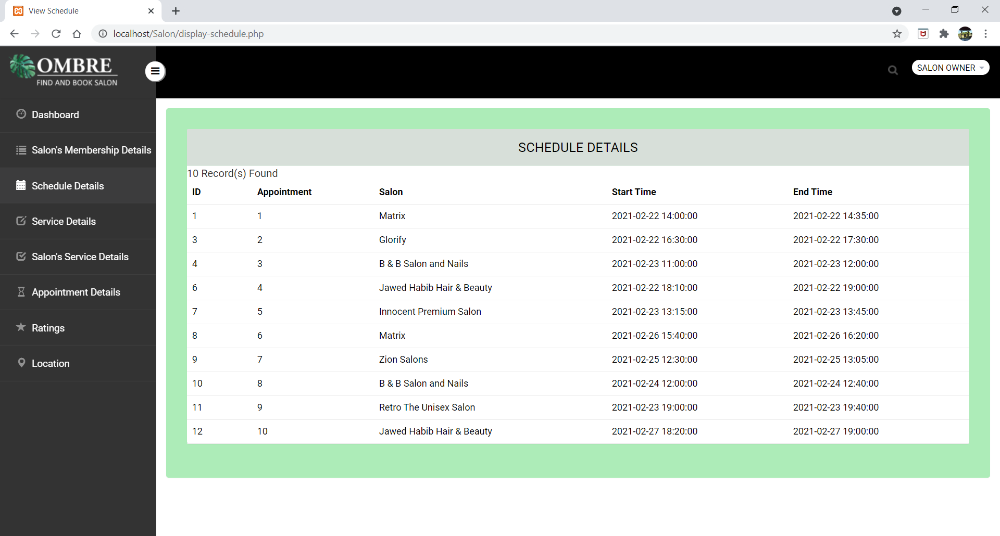 View Schedule
localhost/Salon/display-schedule.php
OMBRE
FIND AND BOOK SALON
SALON OWNER
Dashboard
Salon's Membership Details
Schedule Details
Service Details
Salon's Service Details
Appointment Details
Ratings
Location
SCHEDULE DETAILS
10 Record(s) Found
ID Appointment Salon Start Time End Time
1 1 Matrix 2021-02-22 14:00:00 2021-02-22 14:35:00
3 2 Glorify 2021-02-22 16:30:00 2021-02-22 17:30:00
4 3 B & B Salon and Nails 2021-02-23 11:00:00 2021-02-23 12:00:00
6 4 Jawed Habib Hair & Beauty 2021-02-22 18:10:00 2021-02-22 19:00:00
7 5 Innocent Premium Salon 2021-02-23 13:15:00 2021-02-23 13:45:00
8 6 Matrix 2021-02-26 15:40:00 2021-02-26 16:20:00
9 7 Zion Salons 2021-02-25 12:30:00 2021-02-25 13:05:00
10 8 B & B Salon and Nails 2021-02-24 12:00:00 2021-02-24 12:40:00
11 9 Retro The Unisex Salon 2021-02-23 19:00:00 2021-02-23 19:40:00
12 10 Jawed Habib Hair & Beauty 2021-02-27 18:20:00 2021-02-27 19:00:00